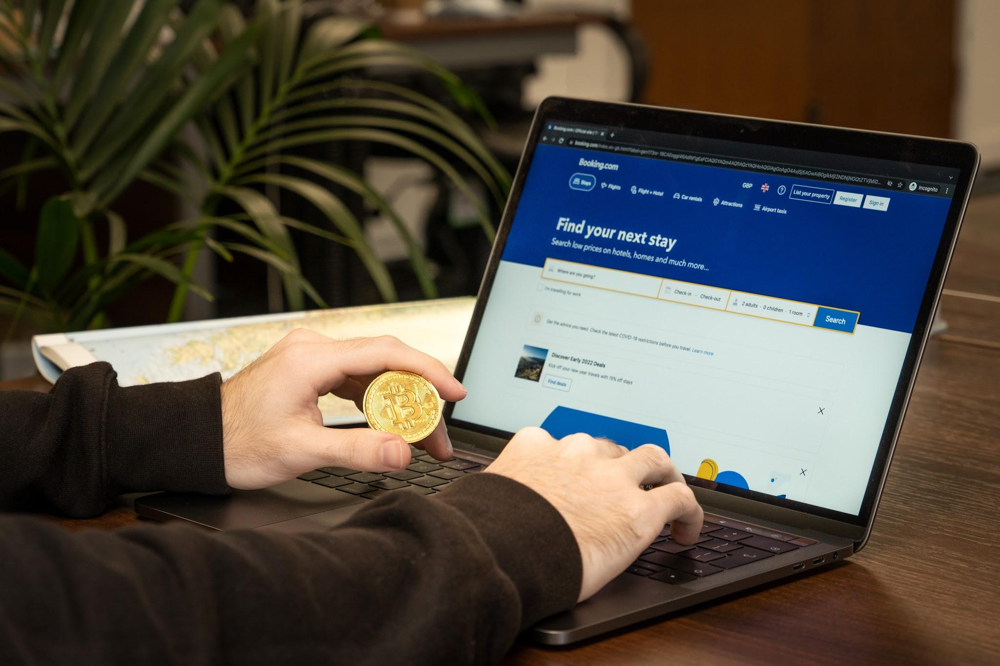 Booking.com | Official site |
booking.com/index.en-gb.html?label=gen173nr-
Incognito
Booking.com
GBP
List your property
Register
Sign in
Stays
Flights
Flight + Hotel
Car rentals
Attractions
Airport taxis
Find your next stay
Search low prices on hotels, homes and much more...
Where are you going?
Check-in – Check-out
2 adults · 0 children · 1 room
Search
I'm travelling for work
Get the advice you need. Check the latest COVID-19 restrictions before you travel. Learn more
Discover Early 2022 Deals
Kick off your new-year travels with 15% off stays
Find deals